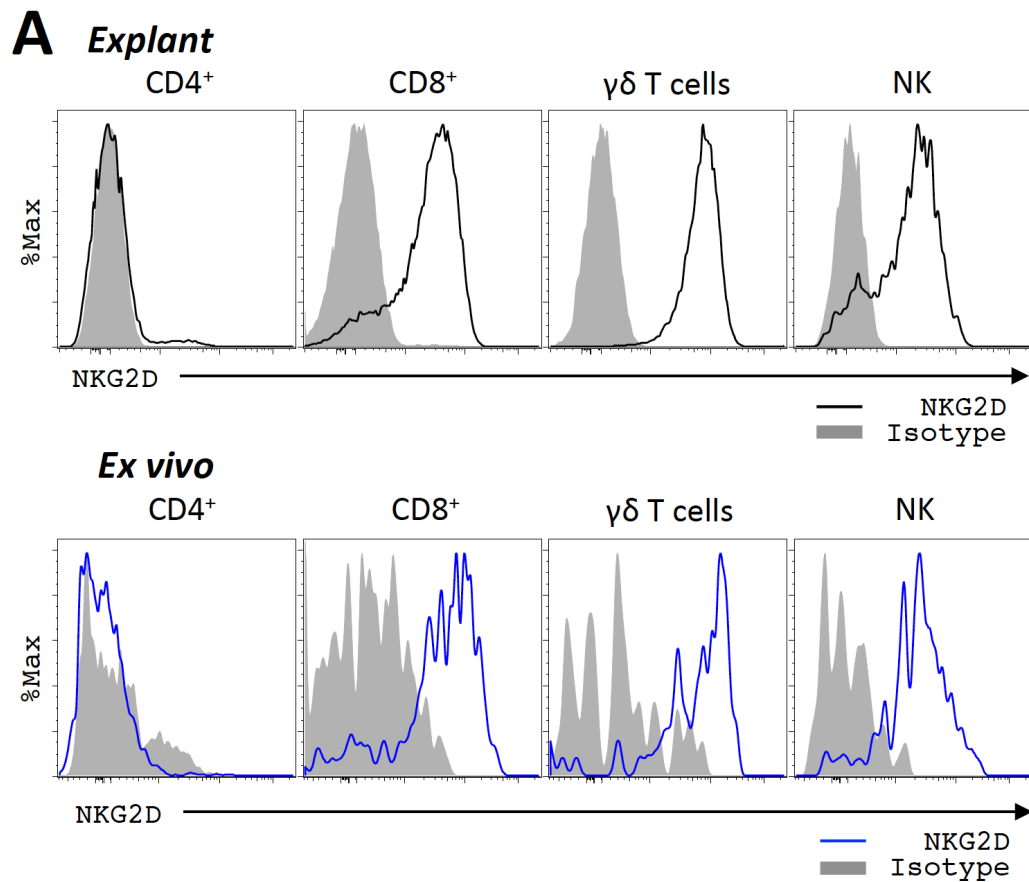 A Explant
CD4⁺ CD8⁺ γδ T cells NK
%Max
NKG2D
NKG2D
Isotype
Ex vivo
CD4⁺ CD8⁺ γδ T cells NK
%Max
NKG2D
NKG2D
Isotype